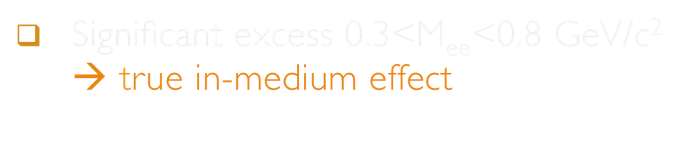 ❑ Significant excess 0.3<Mee<0.8 GeV/c²
→ true in-medium effect